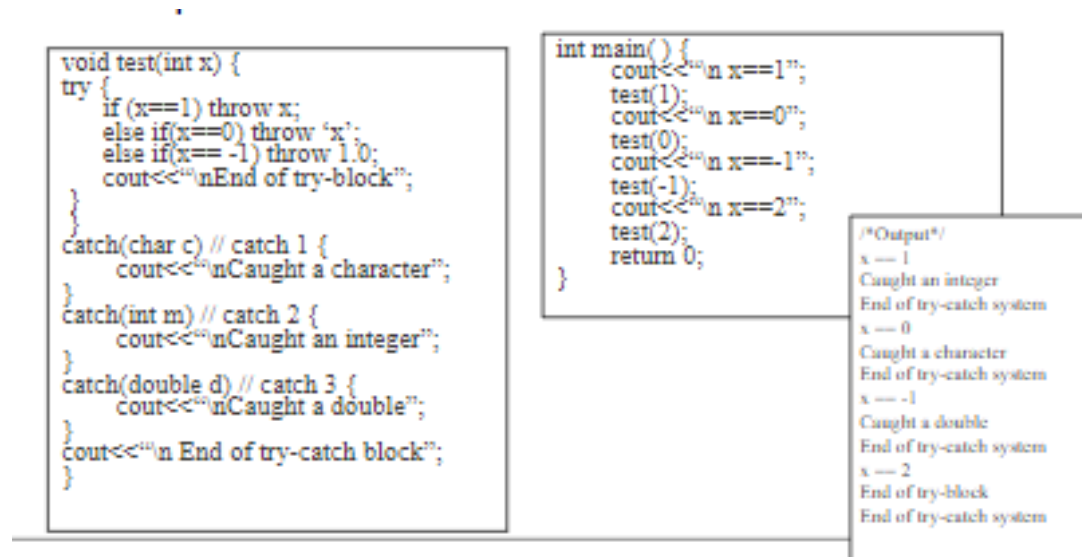 void test(int x) {
try {
if (x==1) throw x;
else if(x==0) throw ‘x’;
else if(x== -1) throw 1.0;
cout<<“\nEnd of try-block”;
}
}
catch(char c) // catch 1 {
cout<<“\nCaught a character”;
}
catch(int m) // catch 2 {
cout<<“\nCaught an integer”;
}
catch(double d) // catch 3 {
cout<<“\nCaught a double”;
}
cout<<“\n End of try-catch block”;
}
int main( ) {
cout<<“\n x==1”;
test(1);
cout<<“\n x==0”;
test(0);
cout<<“\n x==-1”;
test(-1);
cout<<“\n x==2”;
test(2);
return 0;
}
/*Output*/
x == 1
Caught an integer
End of try-catch system
x == 0
Caught a character
End of try-catch system
x == -1
Caught a double
End of try-catch system
x == 2
End of try-block
End of try-catch system